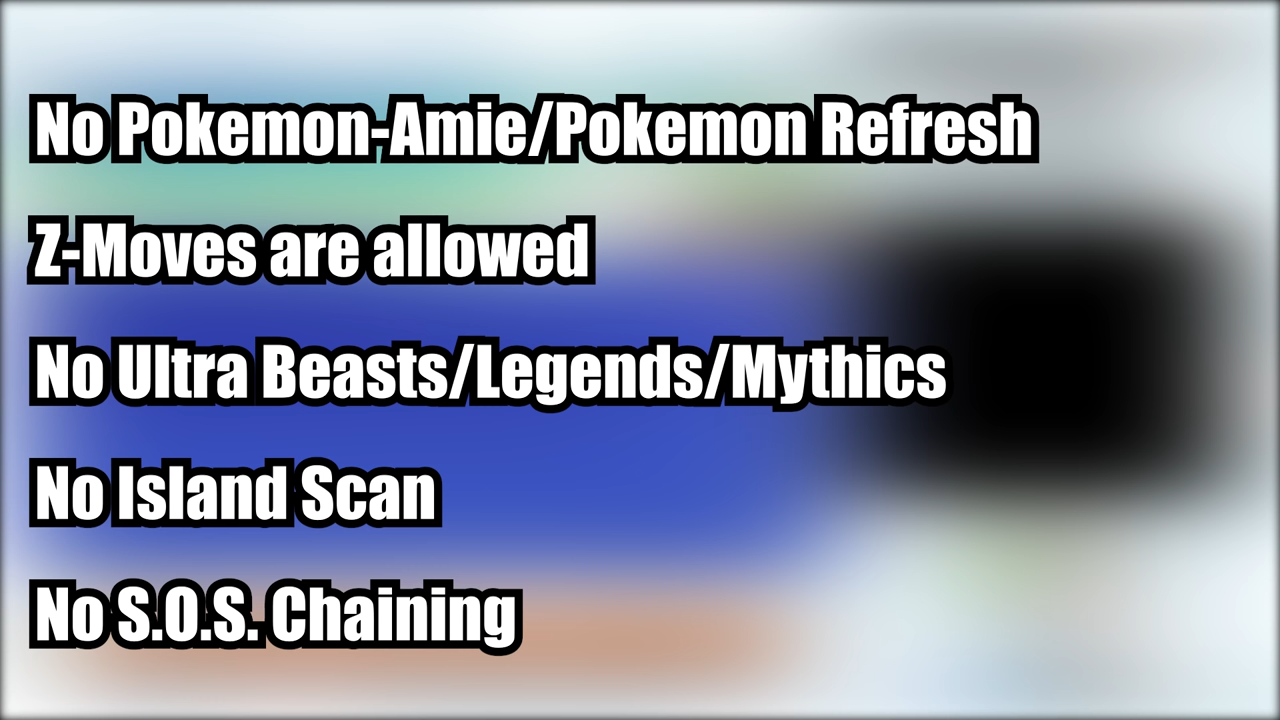 No Pokemon-Amie/Pokemon Refresh
Z-Moves are allowed
No Ultra Beasts/Legends/Mythics
No Island Scan
No S.O.S. Chaining